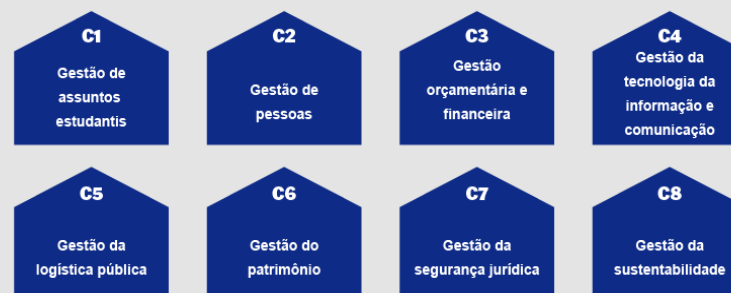 C1
Gestão de
assuntos
estudantis
C2
Gestão de
pessoas
C3
Gestão
orçamentária e
financeira
C4
Gestão da
tecnologia da
informação e
comunicação
C5
Gestão da
logística pública
C6
Gestão do
patrimônio
C7
Gestão da
segurança jurídica
C8
Gestão da
sustentabilidade